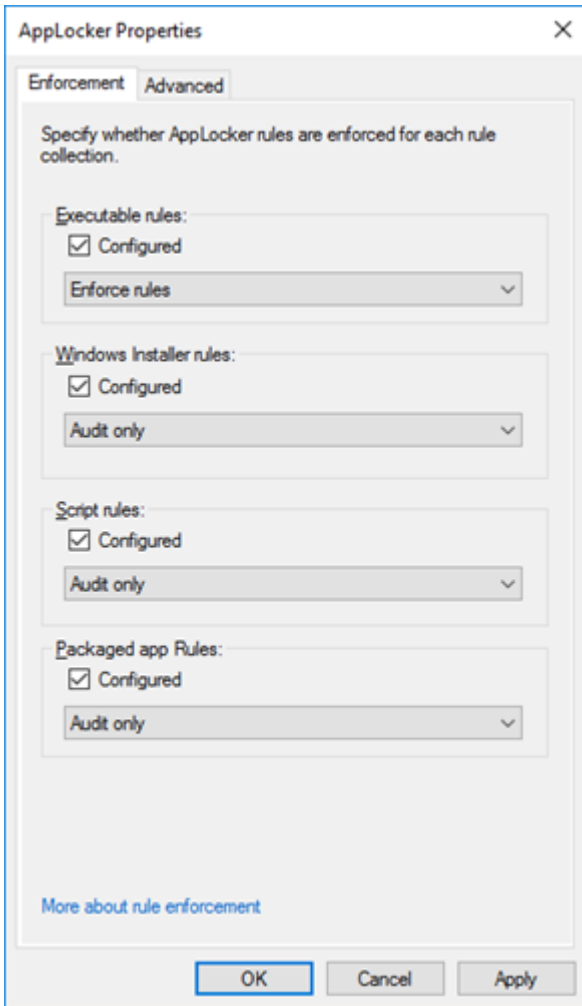 AppLocker Properties
Enforcement
Advanced
Specify whether AppLocker rules are enforced for each rule
collection.
Executable rules:
Configured
Enforce rules
Windows Installer rules:
Configured
Audit only
Script rules:
Configured
Audit only
Packaged app Rules:
Configured
Audit only
More about rule enforcement
OK
Cancel
Apply